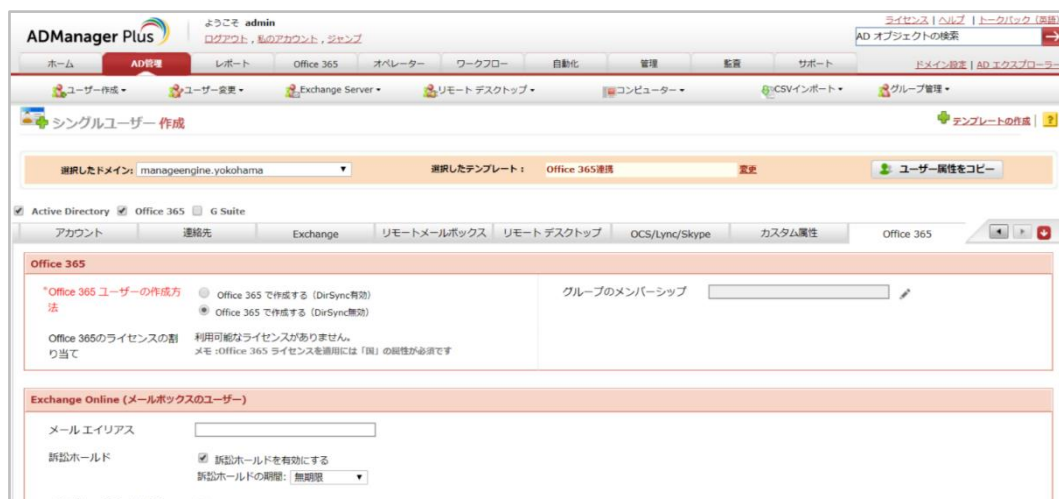 ADManager Plus
ようこそ admin
ログアウト , 私のアカウント , ジャンプ
ライセンス | ヘルプ | トークバック (英語)
AD オブジェクトの検索
ホーム AD管理 レポート Office 365 オペレーター ワークフロー 自動化 管理 監査 サポート ドメイン設定 | AD エクスプローラー
ユーザー作成 ユーザー変更 Exchange Server リモート デスクトップ コンピューター CSVインポート グループ管理
シングルユーザー 作成
テンプレートの作成 | ?
選択したドメイン: manageengine.yokohama 選択したテンプレート : Office 365連携 変更 ユーザー属性をコピー
Active Directory Office 365 G Suite
アカウント 連絡先 Exchange リモートメールボックス リモート デスクトップ OCS/Lync/Skype カスタム属性 Office 365
Office 365
*Office 365 ユーザーの作成方法
Office 365 で作成する (DirSync有効)
Office 365 で作成する (DirSync無効)
グループのメンバーシップ
Office 365のライセンスの割り当て
利用可能なライセンスがありません。
メモ :Office 365 ライセンスを適用には「国」の属性が必須です
Exchange Online (メールボックスのユーザー)
メール エイリアス
訴訟ホールド
訴訟ホールドを有効にする
訴訟ホールドの期間: 無期限